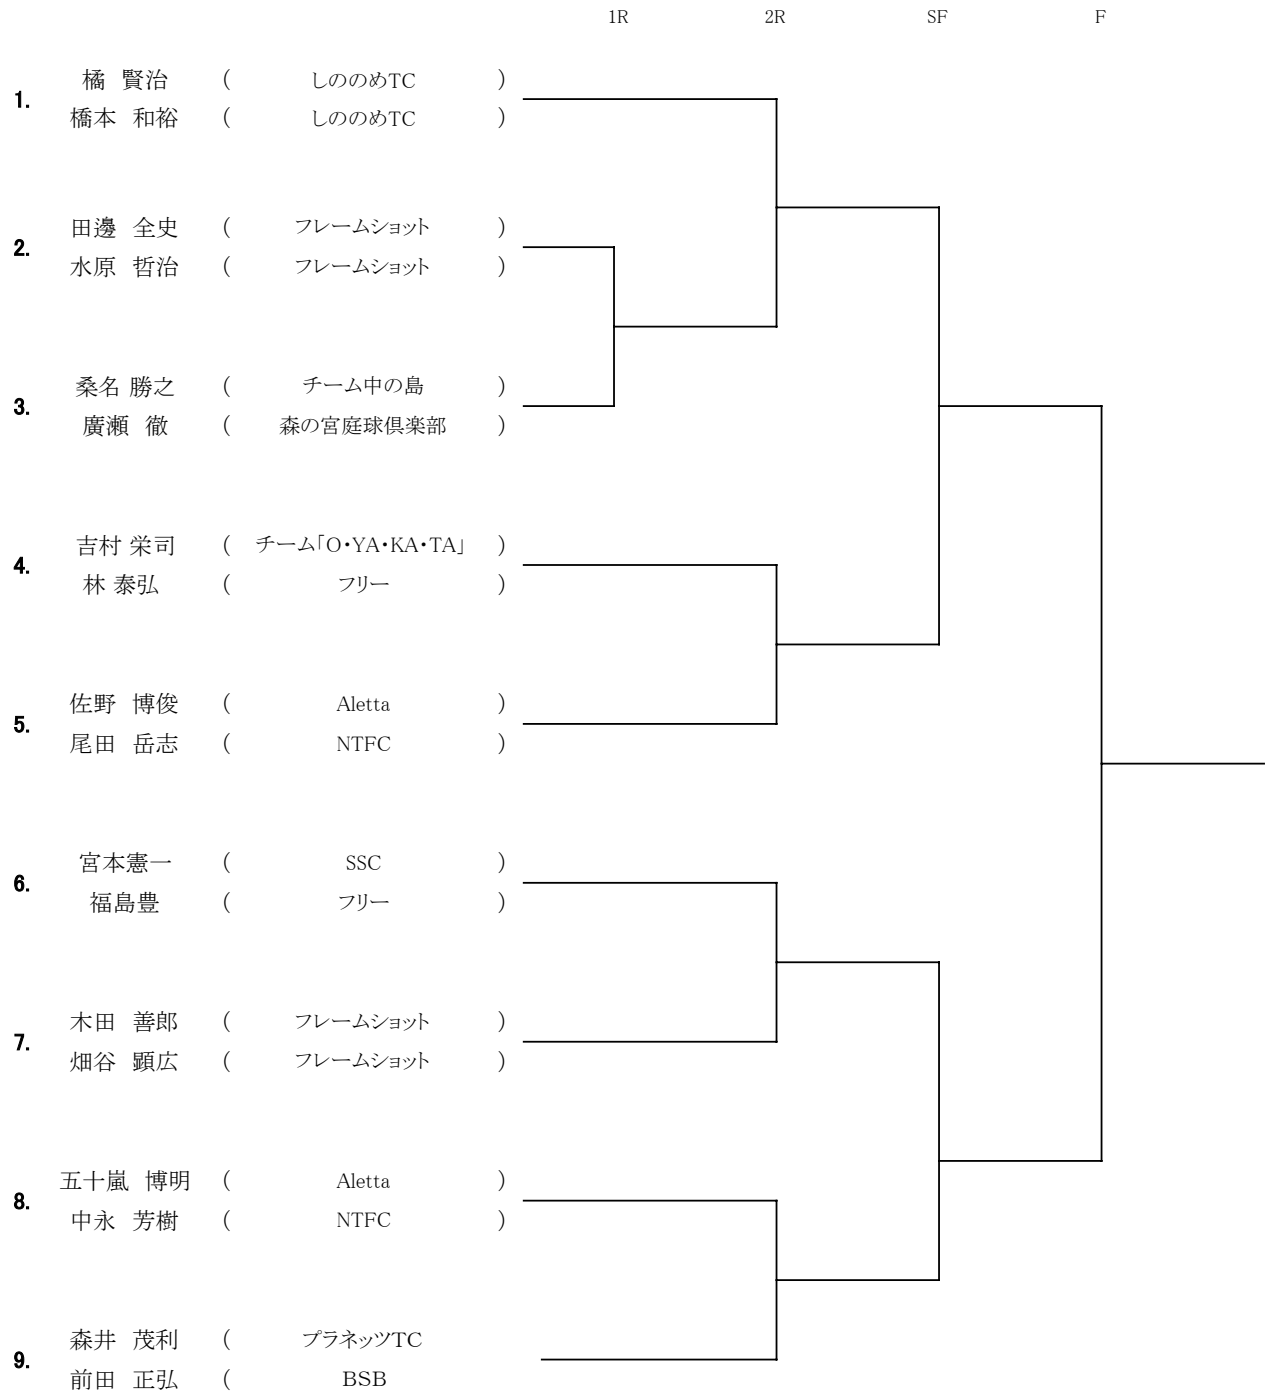 1R 2R SF F
橘 賢治 ( しののめTC )
1.
橋本 和裕 ( しののめTC )
田邊 全史 ( フレームショット )
2.
水原 哲治 ( フレームショット )
桑名 勝之 ( チーム中の島 )
3.
廣瀬 徹 ( 森の宮庭球倶楽部 )
吉村 栄司 ( チーム「O・YA・KA・TA」 )
4.
林 泰弘 ( フリー )
佐野 博俊 ( Aletta )
5.
尾田 岳志 ( NTFC )
宮本憲一 ( SSC )
6.
福島豊 ( フリー )
木田 善郎 ( フレームショット )
7.
畑谷 顕広 ( フレームショット )
五十嵐 博明 ( Aletta )
8.
中永 芳樹 ( NTFC )
森井 茂利 ( プラネッツTC
9.
前田 正弘 ( BSB